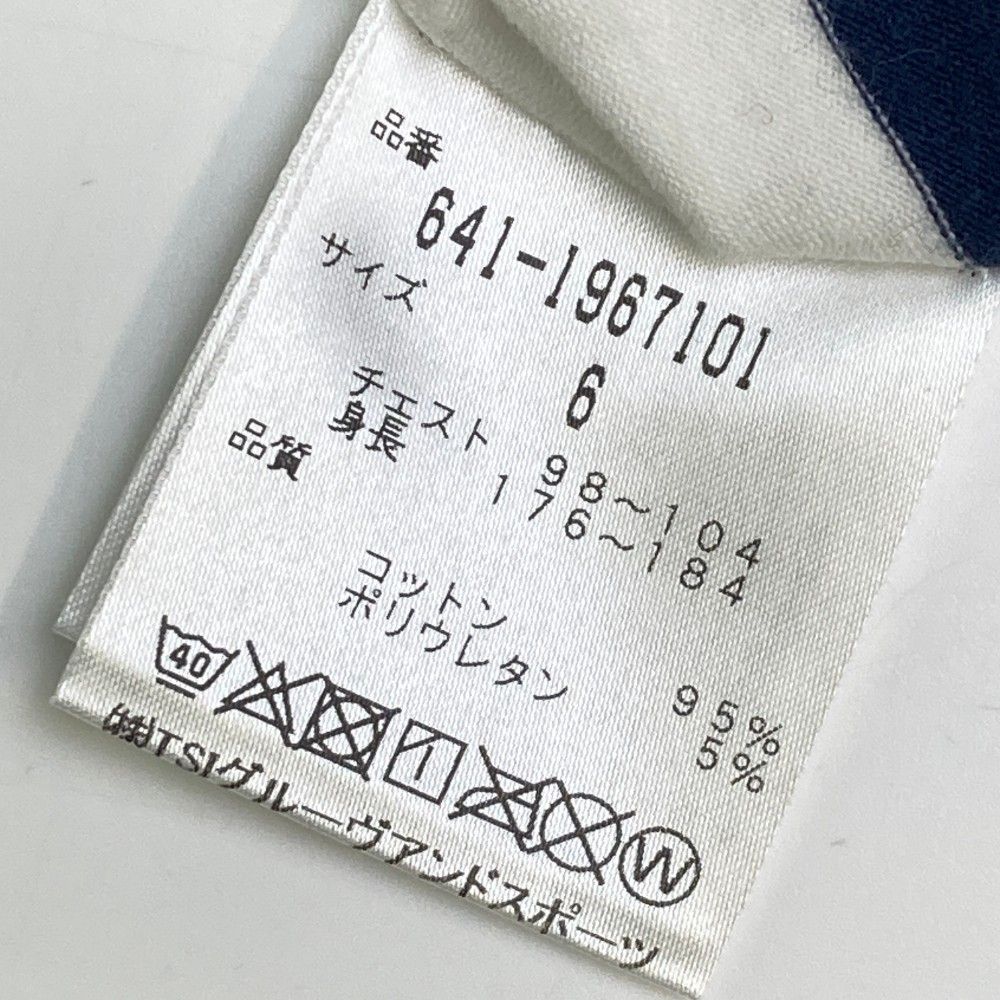 品番
641-1967101
サイズ
6
チェスト 98〜104
身長 176〜184
品質
コットン 95%
ポリウレタン 5%
40
W
㈱TSIグルーヴアンドスポーツ